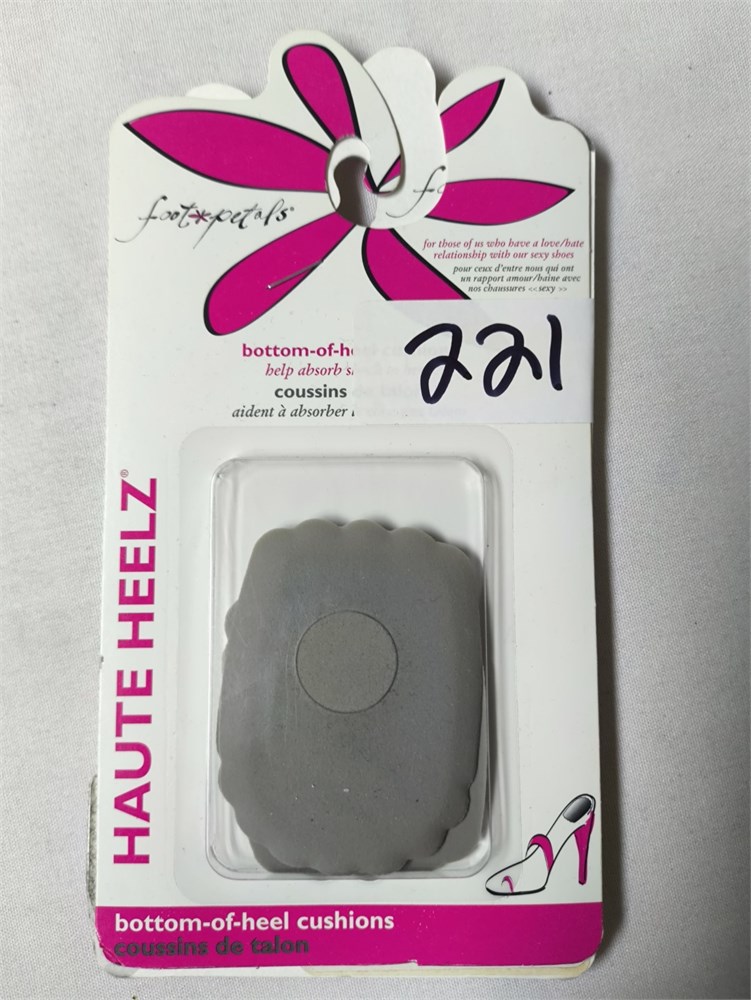 foot*petals®
for those of us who have a love/hate
relationship with our sexy shoes
pour ceux d'entre nous qui ont
un rapport amour/haine avec
nos chaussures <<sexy >>
221
bottom-of-h
help absorb
coussins
aident à absorber
HAUTE HEELZ®
bottom-of-heel cushions
coussins de talon